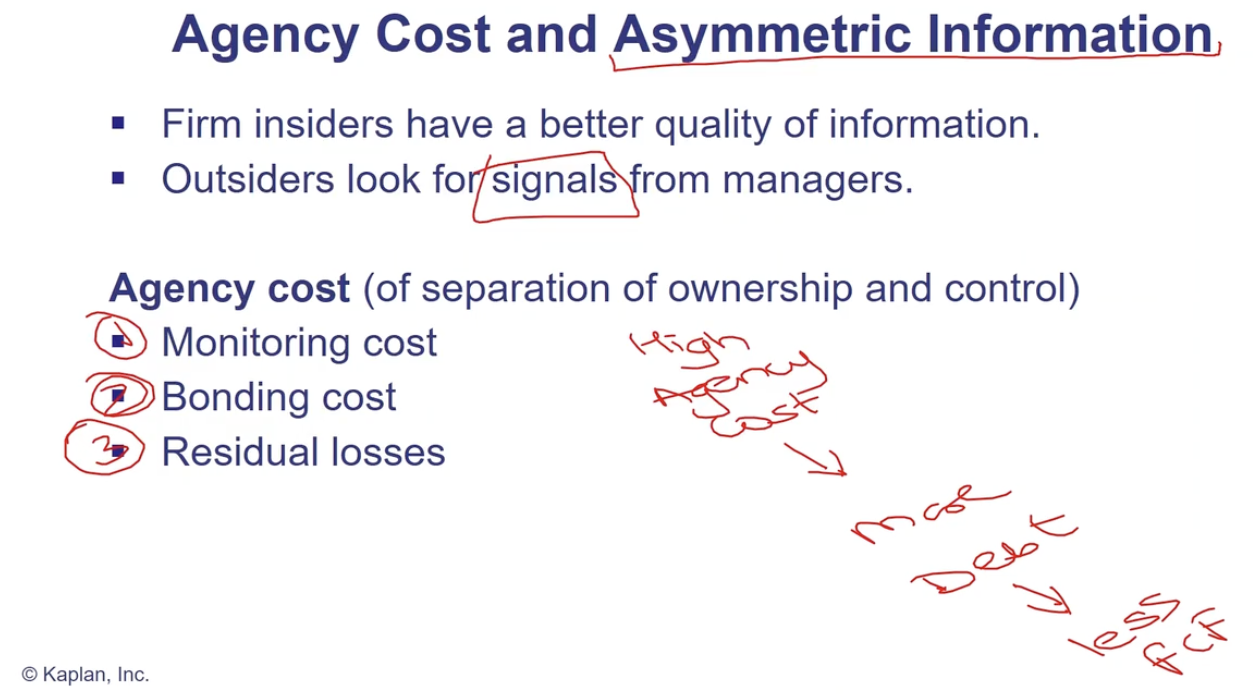 Agency Cost and Asymmetric Information
▪ Firm insiders have a better quality of information.
▪ Outsiders look for signals from managers.
Agency cost (of separation of ownership and control)
1 Monitoring cost
2 Bonding cost
3 Residual losses
High
Agency
Cost
more
Debt
less
© Kaplan, Inc.